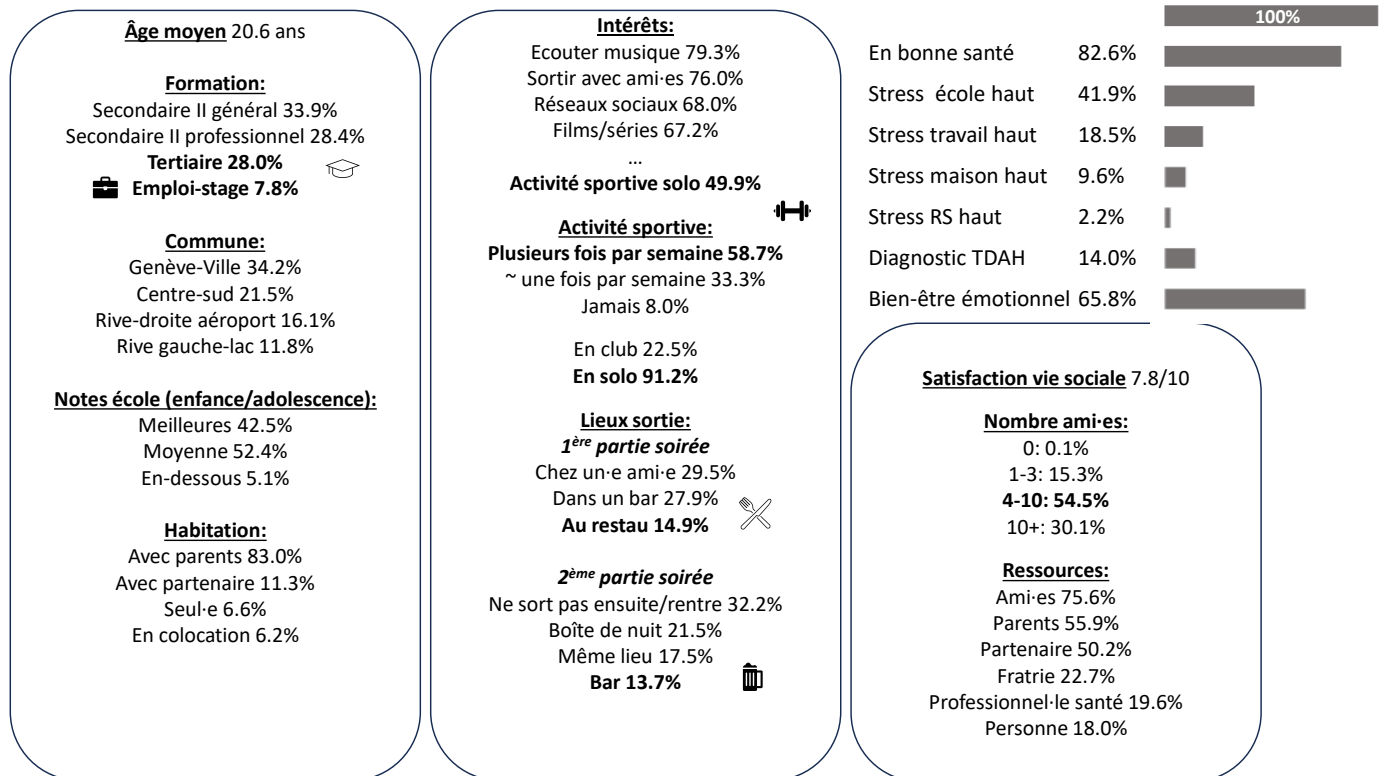 Âge moyen 20.6 ans
Formation:
Secondaire II général 33.9%
Secondaire II professionnel 28.4%
Tertiaire 28.0%
Emploi-stage 7.8%
Commune:
Genève-Ville 34.2%
Centre-sud 21.5%
Rive-droite aéroport 16.1%
Rive gauche-lac 11.8%
Notes école (enfance/adolescence):
Meilleures 42.5%
Moyenne 52.4%
En-dessous 5.1%
Habitation:
Avec parents 83.0%
Avec partenaire 11.3%
Seul·e 6.6%
En colocation 6.2%
Intérêts:
Ecouter musique 79.3%
Sortir avec ami·es 76.0%
Réseaux sociaux 68.0%
Films/séries 67.2%
...
Activité sportive solo 49.9%
Activité sportive:
Plusieurs fois par semaine 58.7%
~ une fois par semaine 33.3%
Jamais 8.0%
En club 22.5%
En solo 91.2%
Lieux sortie:
1ère partie soirée
Chez un·e ami·e 29.5%
Dans un bar 27.9%
Au restau 14.9%
2ème partie soirée
Ne sort pas ensuite/rentre 32.2%
Boîte de nuit 21.5%
Même lieu 17.5%
Bar 13.7%
100%
En bonne santé 82.6%
Stress école haut 41.9%
Stress travail haut 18.5%
Stress maison haut 9.6%
Stress RS haut 2.2%
Diagnostic TDAH 14.0%
Bien-être émotionnel 65.8%
Satisfaction vie sociale 7.8/10
Nombre ami·es:
0: 0.1%
1-3: 15.3%
4-10: 54.5%
10+: 30.1%
Ressources:
Ami·es 75.6%
Parents 55.9%
Partenaire 50.2%
Fratrie 22.7%
Professionnel·le santé 19.6%
Personne 18.0%